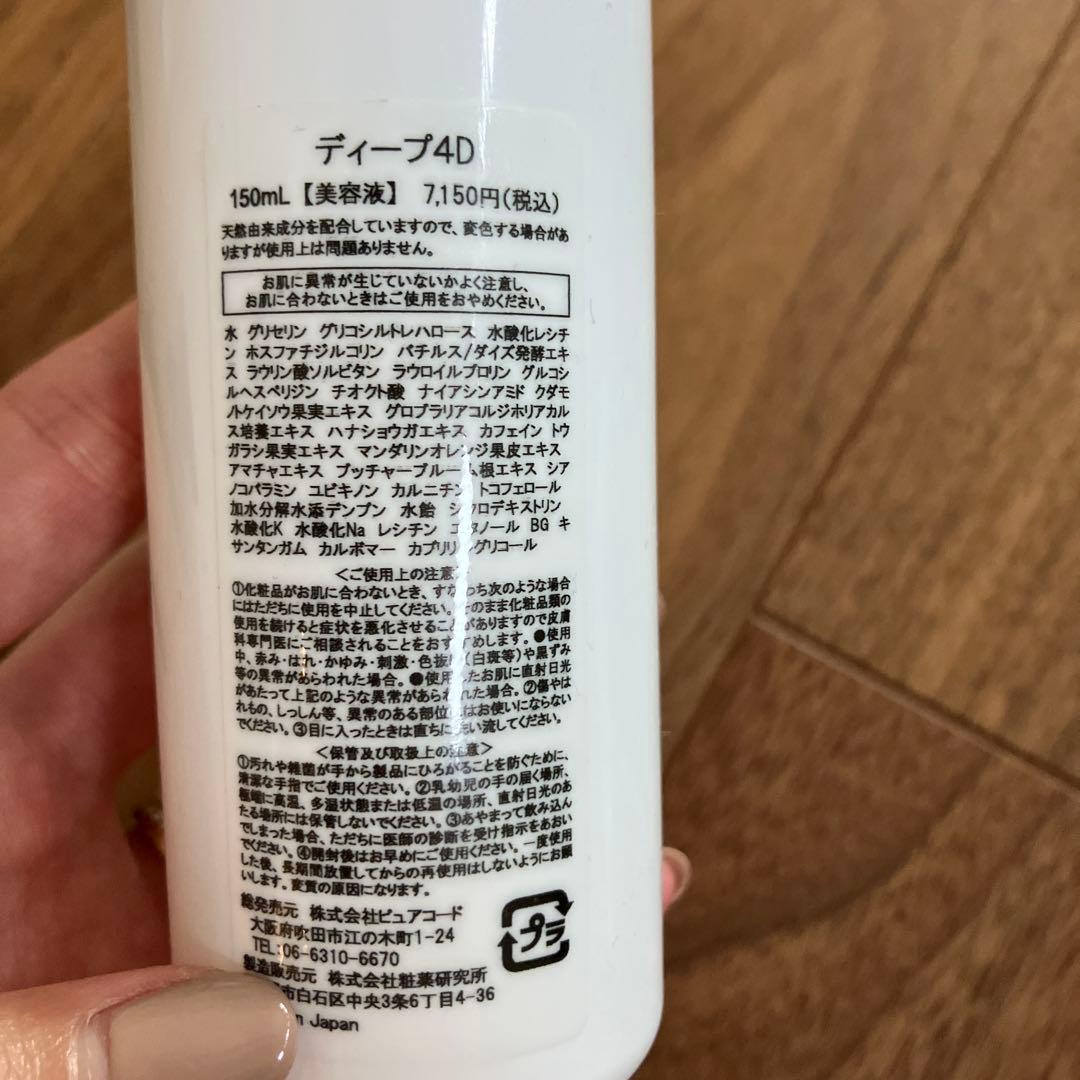 ディープ4D
150mL【美容液】 7,150円(税込)
天然由来成分を配合していますので、変色する場合があ
りますが使用上は問題ありません。
お肌に異常が生じていないかよく注意し、
お肌に合わないときはご使用をおやめください。
水 グリセリン グリコシルトレハロース 水酸化レシチ
ン ホスファチジルコリン バチルス/ダイズ発酵エキ
ス ラウリン酸ソルビタン ラウロイルプロリン グルコシ
ルヘスペリジン チオクト酸 ナイアシンアミド クダモ
ノトケイソウ果実エキス グロブラリアコルジホリアカル
ス培養エキス ハナショウガエキス カフェイン トウ
ガラシ果実エキス マンダリンオレンジ果皮エキス
アマチャエキス ブッチャーブルーム根エキス シア
ノコバラミン ユビキノン カルニチン トコフェロール
加水分解水添デンプン 水飴 シクロデキストリン
水酸化K 水酸化Na レシチン エタノール BG キ
サンタンガム カルボマー カプリリルグリコール
<ご使用上の注意>
①化粧品がお肌に合わないとき、すなわち次のような場合
にはただちに使用を中止してください。そのまま化粧品類の
使用を続けると症状を悪化させることがありますので皮膚
科専門医にご相談されることをおすすめします。●使用
中、赤み・はれ・かゆみ・刺激・色抜け(白斑等)や黒ずみ
等の異常があらわれた場合。●使用したお肌に直射日光
があたって上記のような異常があらわれた場合。②傷やは
れもの、しっしん等、異常のある部位にはお使いにならない
でください。③目に入ったときは直ちに洗い流してください。
<保管及び取扱上の注意>
①汚れや雑菌が手から製品にひろがることを防ぐために、
清潔な手指でご使用ください。②乳幼児の手の届く場所、
極端に高温、多湿状態または低温の場所、直射日光のあ
たる場所には保管しないでください。③あやまって飲み込ん
でしまった場合、ただちに医師の診断を受け指示をあおい
でください。④開封後はお早めにご使用ください。一度使用
した後、長期間放置してからの再使用はしないようにお願
いします。変質の原因になります。
総発売元 株式会社ピュアコード
大阪府吹田市江の木町1-24
TEL:06-6310-6670
プラ
製造販売元 株式会社粧薬研究所
市白石区中央3条6丁目4-36
Japan